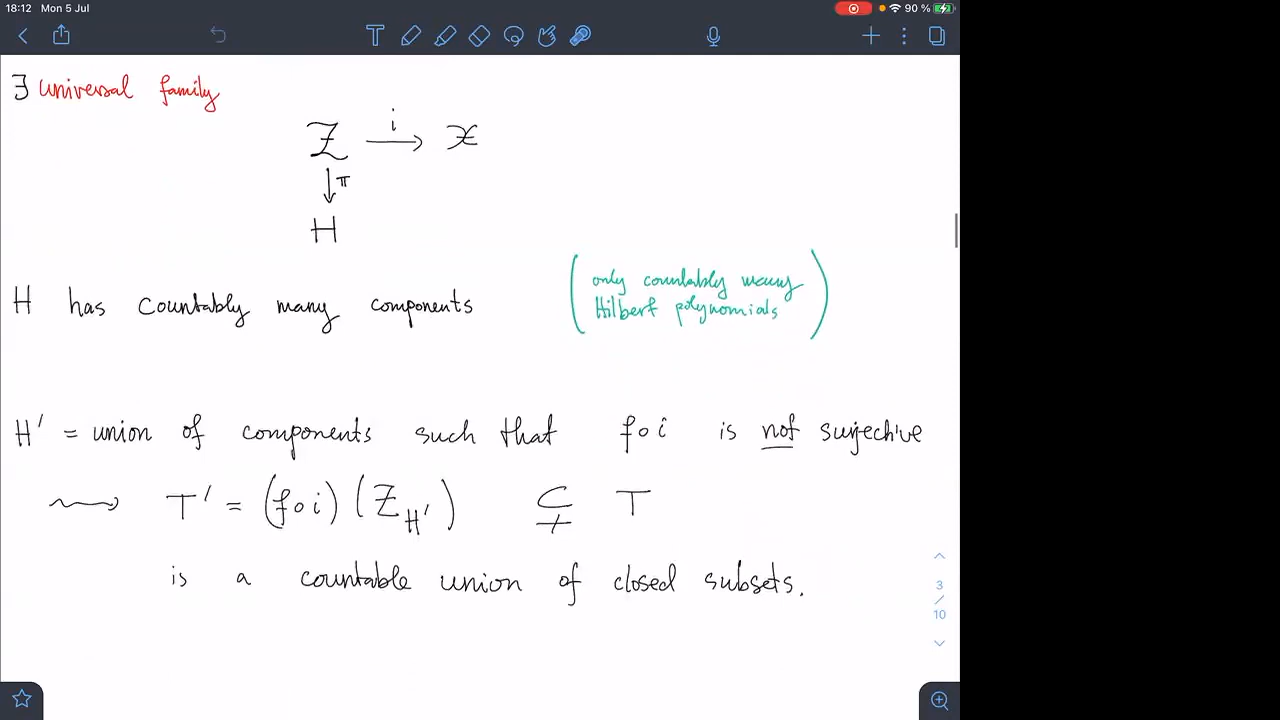 18:12 Mon 5 Jul
90 %
T
∃ universal family
Z →^i X
↓ π
H
H has countably many components
(only countably many
Hilbert polynomials)
H' = union of components such that f∘i is not surjective
⇝ T' = (f∘i)(Z_{H'}) ⊊ T
is a countable union of closed subsets.
3
/
10